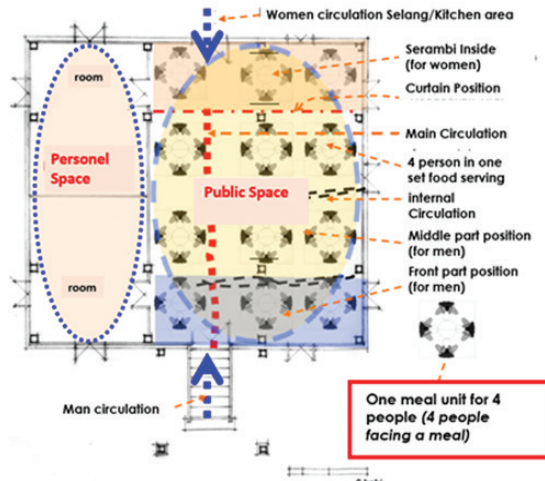 Women circulation Selang/Kitchen area
Serambi Inside
(for women)
Curtain Position
Main Circulation
4 person in one
set food serving
internal
Circulation
Middle part position
(for men)
Front part position
(for men)
room
Personel
Space
Public Space
room
Man circulation
One meal unit for 4
people (4 people
facing a meal)